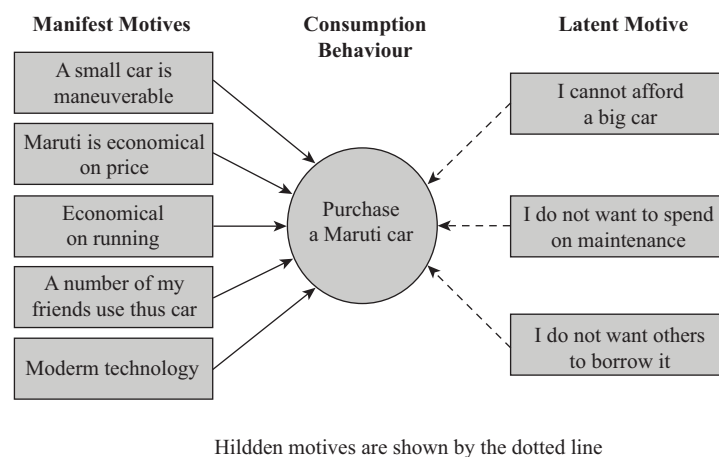 Manifest Motives
Consumption
Behaviour
Latent Motive
A small car is
maneuverable
Maruti is economical
on price
Economical
on running
A number of my
friends use thus car
Moderm technology
Purchase
a Maruti car
I cannot afford
a big car
I do not want to spend
on maintenance
I do not want others
to borrow it
Hildden motives are shown by the dotted line